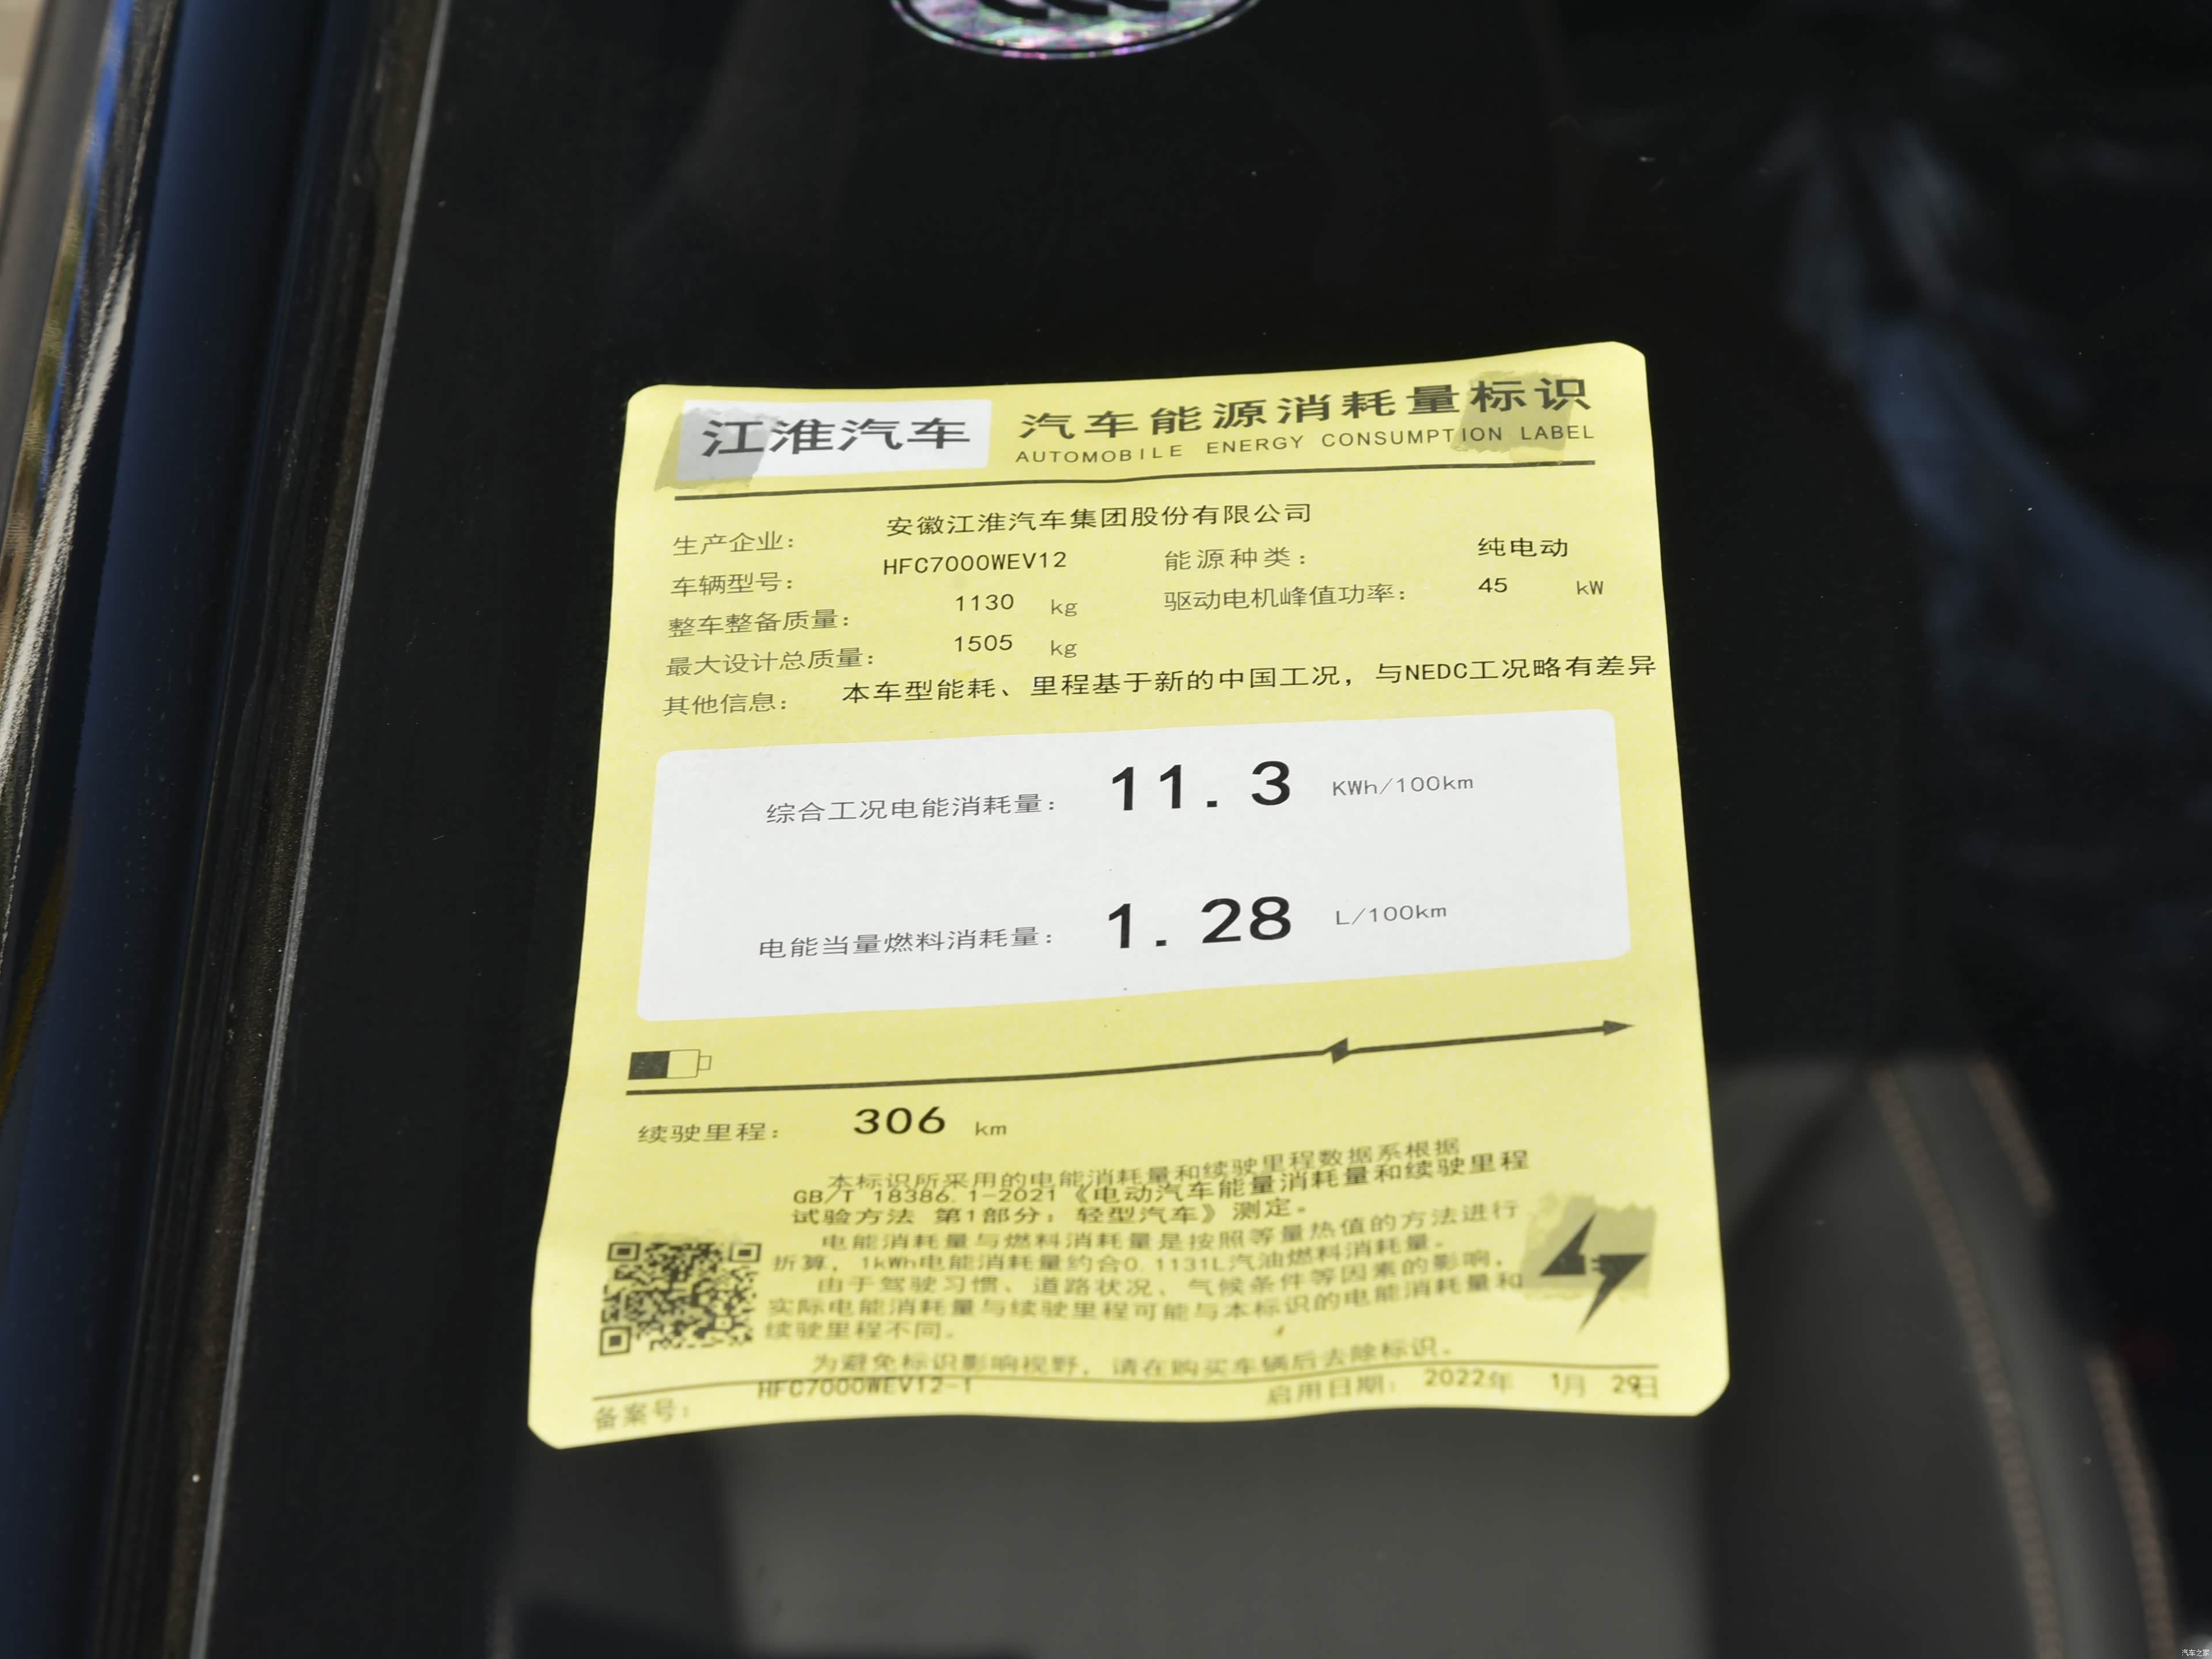 江淮汽车 汽车能源消耗量标识
AUTOMOBILE ENERGY CONSUMPTION LABEL
生产企业： 安徽江淮汽车集团股份有限公司
车辆型号： HFC7000WEV12 能源种类： 纯电动
整车整备质量： 1130 kg 驱动电机峰值功率： 45 kW
最大设计总质量： 1505 kg
其他信息： 本车型能耗、里程基于新的中国工况，与NEDC工况略有差异
综合工况电能消耗量： 11.3 KWh/100km
电能当量燃料消耗量： 1.28 L/100km
续驶里程： 306 km
本标识所采用的电能消耗量和续驶里程数据系根据
GB/T 18386.1-2021《电动汽车能量消耗量和续驶里程
试验方法 第1部分：轻型汽车》测定。
电能消耗量与燃料消耗量是按照等量热值的方法进行
折算，1kWh电能消耗量约合0.1131L汽油燃料消耗量。
由于驾驶习惯、道路状况、气候条件等因素的影响，
实际电能消耗量与续驶里程可能与本标识的电能消耗量和
续驶里程不同。
为避免标识影响视野，请在购买车辆后去除标识。
备案号： HFC7000WEV12-1 启用日期： 2022年 1月 29日
汽车之家